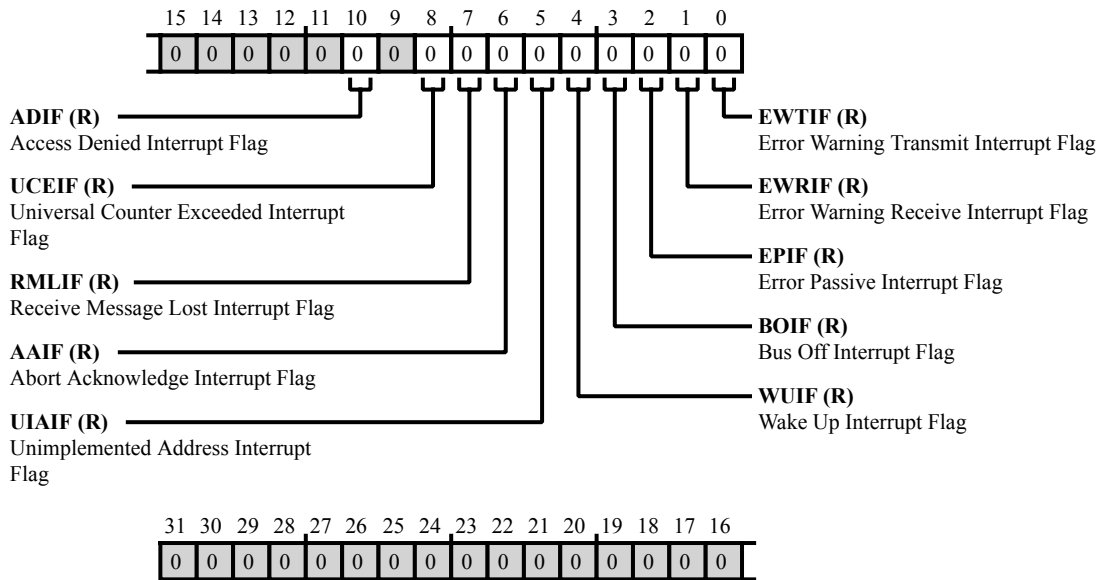 15 14 13 12 11 10 9 8 7 6 5 4 3 2 1 0
0 0 0 0 0 0 0 0 0 0 0 0 0 0 0 0
ADIF (R)
Access Denied Interrupt Flag
UCEIF (R)
Universal Counter Exceeded Interrupt
Flag
RMLIF (R)
Receive Message Lost Interrupt Flag
AAIF (R)
Abort Acknowledge Interrupt Flag
UIAIF (R)
Unimplemented Address Interrupt
Flag
EWTIF (R)
Error Warning Transmit Interrupt Flag
EWRIF (R)
Error Warning Receive Interrupt Flag
EPIF (R)
Error Passive Interrupt Flag
BOIF (R)
Bus Off Interrupt Flag
WUIF (R)
Wake Up Interrupt Flag
31 30 29 28 27 26 25 24 23 22 21 20 19 18 17 16
0 0 0 0 0 0 0 0 0 0 0 0 0 0 0 0